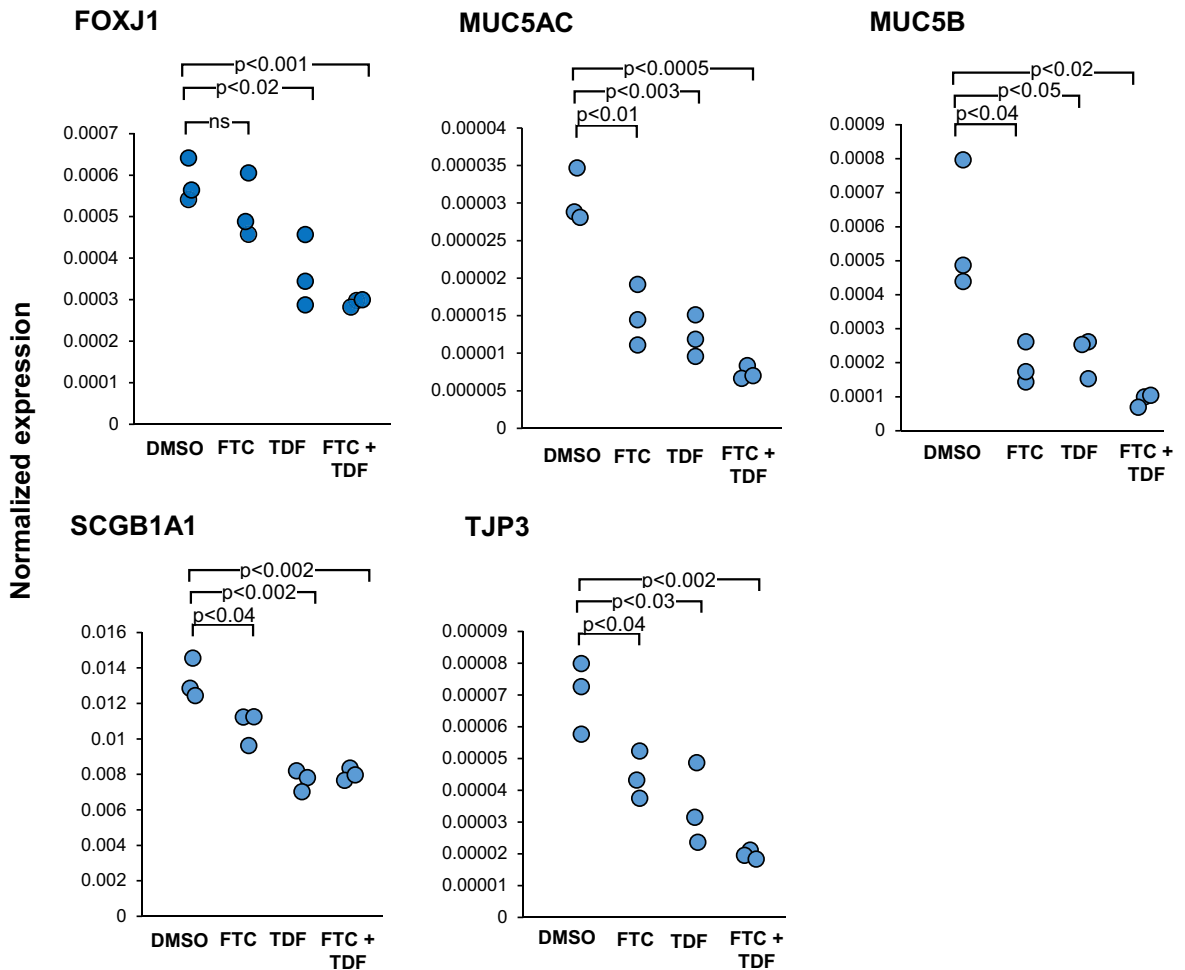 FOXJ1
p<0.001
p<0.02
ns
0.0007
0.0006
0.0005
0.0004
0.0003
0.0002
0.0001
0
DMSO FTC TDF FTC +
TDF
MUC5AC
p<0.0005
p<0.003
p<0.01
0.00004
0.000035
0.00003
0.000025
0.00002
0.000015
0.00001
0.000005
0
DMSO FTC TDF FTC +
TDF
MUC5B
p<0.02
p<0.05
p<0.04
0.0009
0.0008
0.0007
0.0006
0.0005
0.0004
0.0003
0.0002
0.0001
0
DMSO FTC TDF FTC +
TDF
Normalized expression
SCGB1A1
p<0.002
p<0.002
p<0.04
0.016
0.014
0.012
0.01
0.008
0.006
0.004
0.002
0
DMSO FTC TDF FTC +
TDF
TJP3
p<0.002
p<0.03
p<0.04
0.00009
0.00008
0.00007
0.00006
0.00005
0.00004
0.00003
0.00002
0.00001
0
DMSO FTC TDF FTC +
TDF